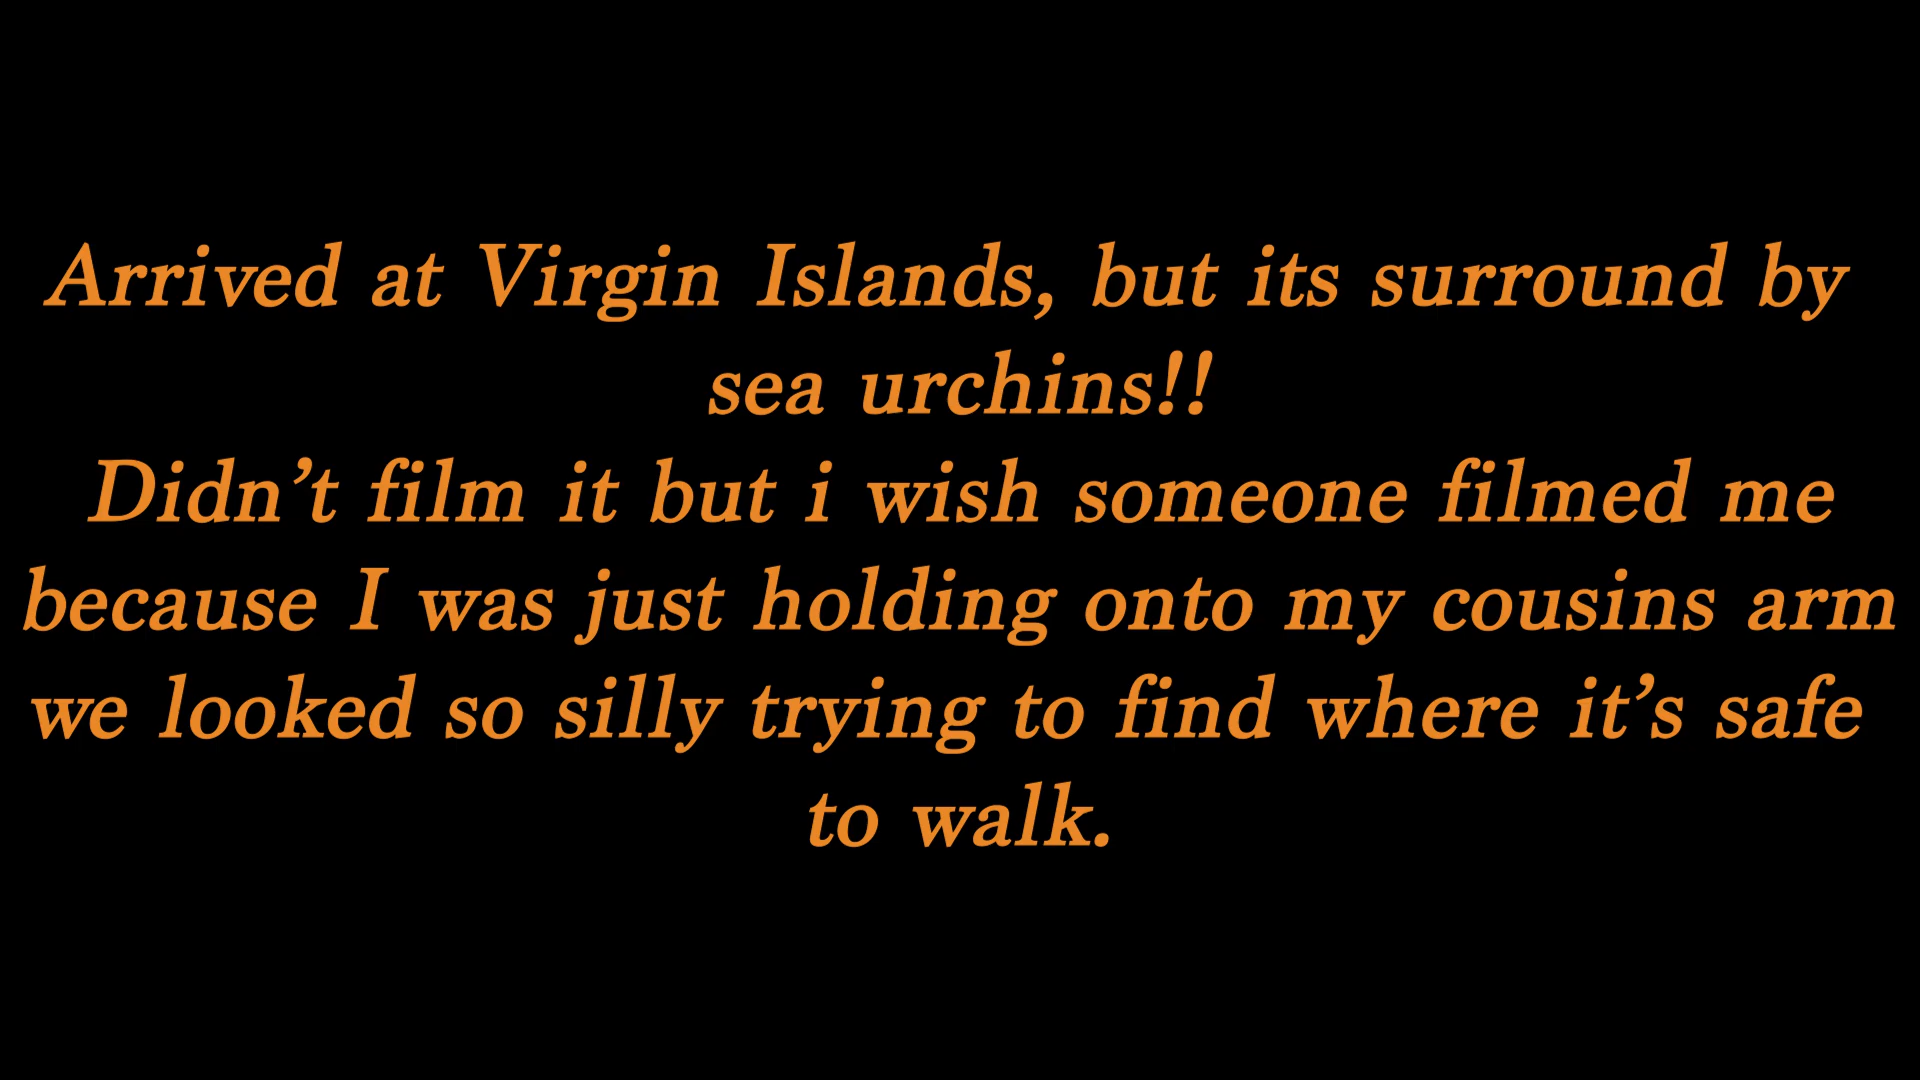 Arrived at Virgin Islands, but its surround by
sea urchins!!
Didn’t film it but i wish someone filmed me
because I was just holding onto my cousins arm
we looked so silly trying to find where it’s safe
to walk.